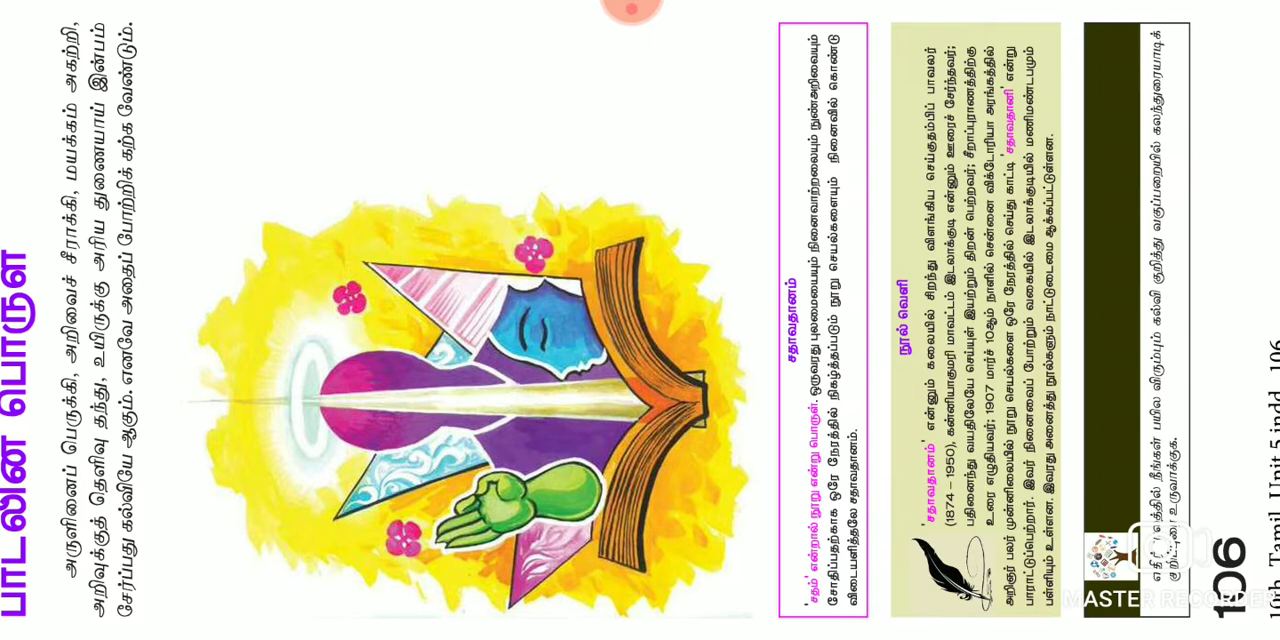 பாடலின் பொருள்
அருளினைப் பெருக்கி, அறிவைச் சீராக்கி, மயக்கம் அகற்றி,
அறிவுக்குத் தெளிவு தந்து, உயிருக்கு அரிய துணையாய் இன்பம்
சேர்ப்பது கல்வியே ஆகும். எனவே அதைப் போற்றிக் கற்க வேண்டும்.
சதாவதானம்
'சதம்' என்றால் நூறு என்று பொருள். ஒருவரது புலமையையும் நினைவாற்றலையும் நுண்அறிவையும்
சோதிப்பதற்காக ஒரே நேரத்தில் நிகழ்த்தப்படும் நூறு செயல்களையும் நினைவில் கொண்டு
விடையளித்தலே சதாவதானம்.
நூல் வெளி
'சதாவதானம்' என்னும் கலையில் சிறந்து விளங்கிய செய்குதம்பிப் பாவலர்
(1874 – 1950), கன்னியாகுமரி மாவட்டம் இடலாக்குடி என்னும் ஊரைச் சேர்ந்தவர்;
பதினைந்து வயதிலேயே செய்யுள் இயற்றும் திறன் பெற்றவர்; சீறாப்புராணத்திற்கு
உரை எழுதியவர்; 1907 மார்ச் 10ஆம் நாளில் சென்னை விக்டோரியா அரங்கத்தில்
அறிஞர் பலர் முன்னிலையில் நூறு செயல்களை ஒரே நேரத்தில் செய்து காட்டி 'சதாவதானி' என்று
பாராட்டுப்பெற்றார். இவர் நினைவைப் போற்றும் வகையில் இடலாக்குடியில் மணிமண்டபமும்
பள்ளியும் உள்ளன. இவரது அனைத்து நூல்களும் நாட்டுடைமை ஆக்கப்பட்டுள்ளன.
நீங்கள் பயில விரும்பும் கல்வி குறித்து வகுப்பறையில் கலந்துரையாடிக்
உருவாக்குக.
106
10th_Tamil_Unit 5.indd 106
MASTER RECORDER